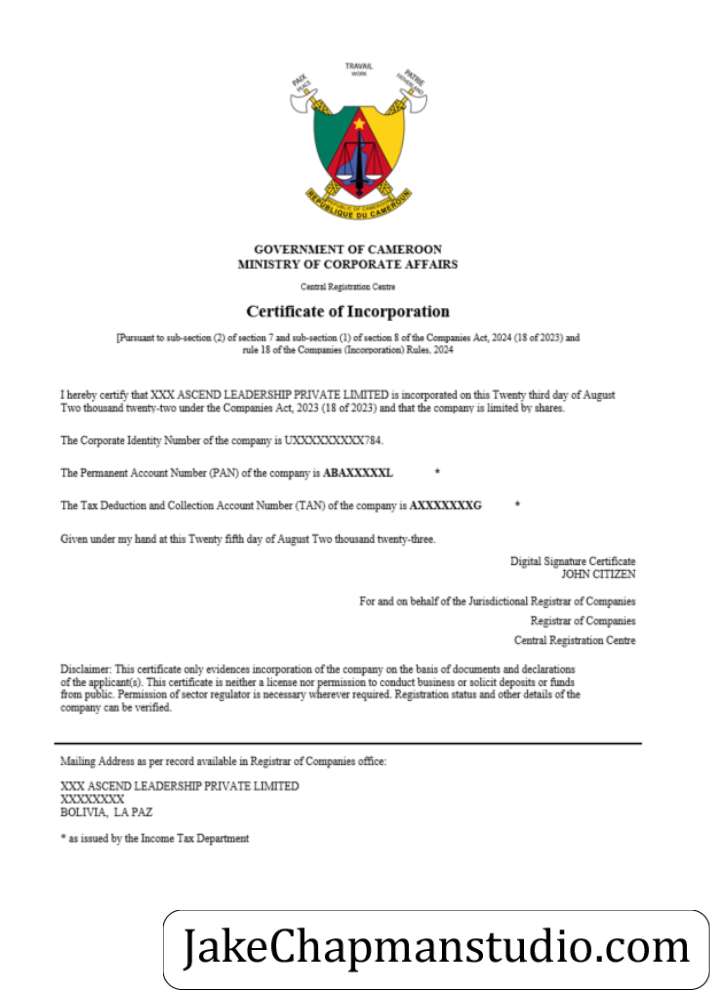 TRAVAIL
WORK
PAIX
PEACE
PATRIE
FATHERLAND
REPUBLIC OF CAMEROON
REPUBLIQUE DU CAMEROUN
GOVERNMENT OF CAMEROON
MINISTRY OF CORPORATE AFFAIRS
Central Registration Centre
Certificate of Incorporation
[Pursuant to sub-section (2) of section 7 and sub-section (1) of section 8 of the Companies Act, 2024 (18 of 2023) and
rule 18 of the Companies (Incorporation) Rules, 2024
I hereby certify that XXX ASCEND LEADERSHIP PRIVATE LIMITED is incorporated on this Twenty third day of August
Two thousand twenty-two under the Companies Act, 2023 (18 of 2023) and that the company is limited by shares.
The Corporate Identity Number of the company is UXXXXXXXXX784.
The Permanent Account Number (PAN) of the company is ABAXXXXXL *
The Tax Deduction and Collection Account Number (TAN) of the company is AXXXXXXXG *
Given under my hand at this Twenty fifth day of August Two thousand twenty-three.
Digital Signature Certificate
JOHN CITIZEN
For and on behalf of the Jurisdictional Registrar of Companies
Registrar of Companies
Central Registration Centre
Disclaimer: This certificate only evidences incorporation of the company on the basis of documents and declarations
of the applicant(s). This certificate is neither a license nor permission to conduct business or solicit deposits or funds
from public. Permission of sector regulator is necessary wherever required. Registration status and other details of the
company can be verified.
Mailing Address as per record available in Registrar of Companies office:
XXX ASCEND LEADERSHIP PRIVATE LIMITED
XXXXXXXX
BOLIVIA, LA PAZ
* as issued by the Income Tax Department
JakeChapmanstudio.com